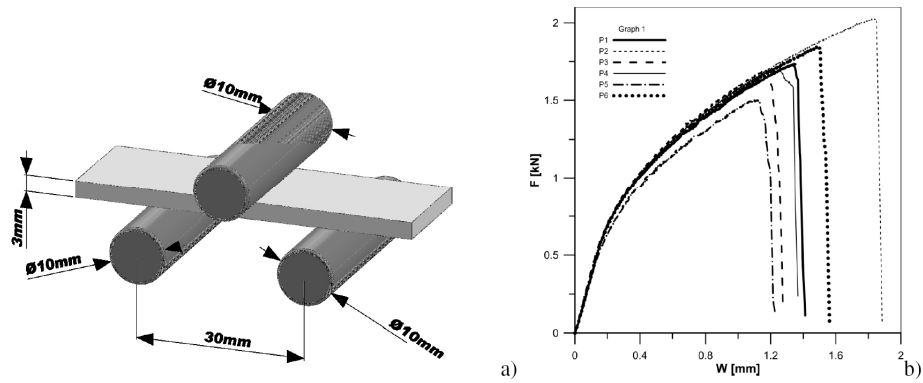 Ø10mm
3mm
Ø10mm
30mm
Ø10mm
a)
Graph 1
P1
P2
P3
P4
P5
P6
F [kN]
2
1.5
1
0.5
0
0
0.4
0.8
1.2
1.6
2
W [mm]
b)